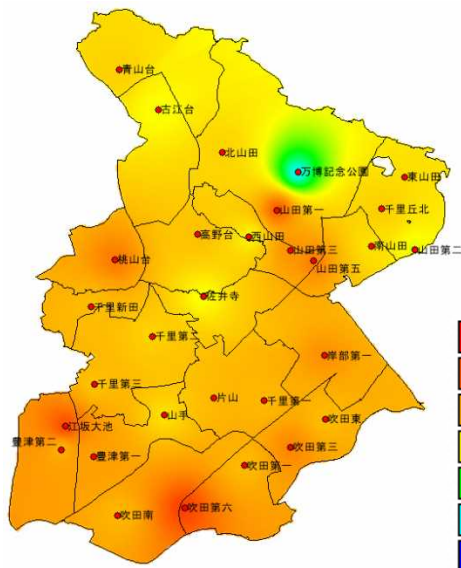 青山台
古江台
北山田
万博記念公園
東山田
千里丘北
山田第一
高野台
西山田
南山田
山田第二
山田第三
桃山台
山田第五
佐井寺
千里新田
千里第二
岸部第一
千里第三
片山
千里第一
山手
吹田東
江坂大池
豊津第二
吹田第三
豊津第一
吹田第一
吹田第六
吹田南